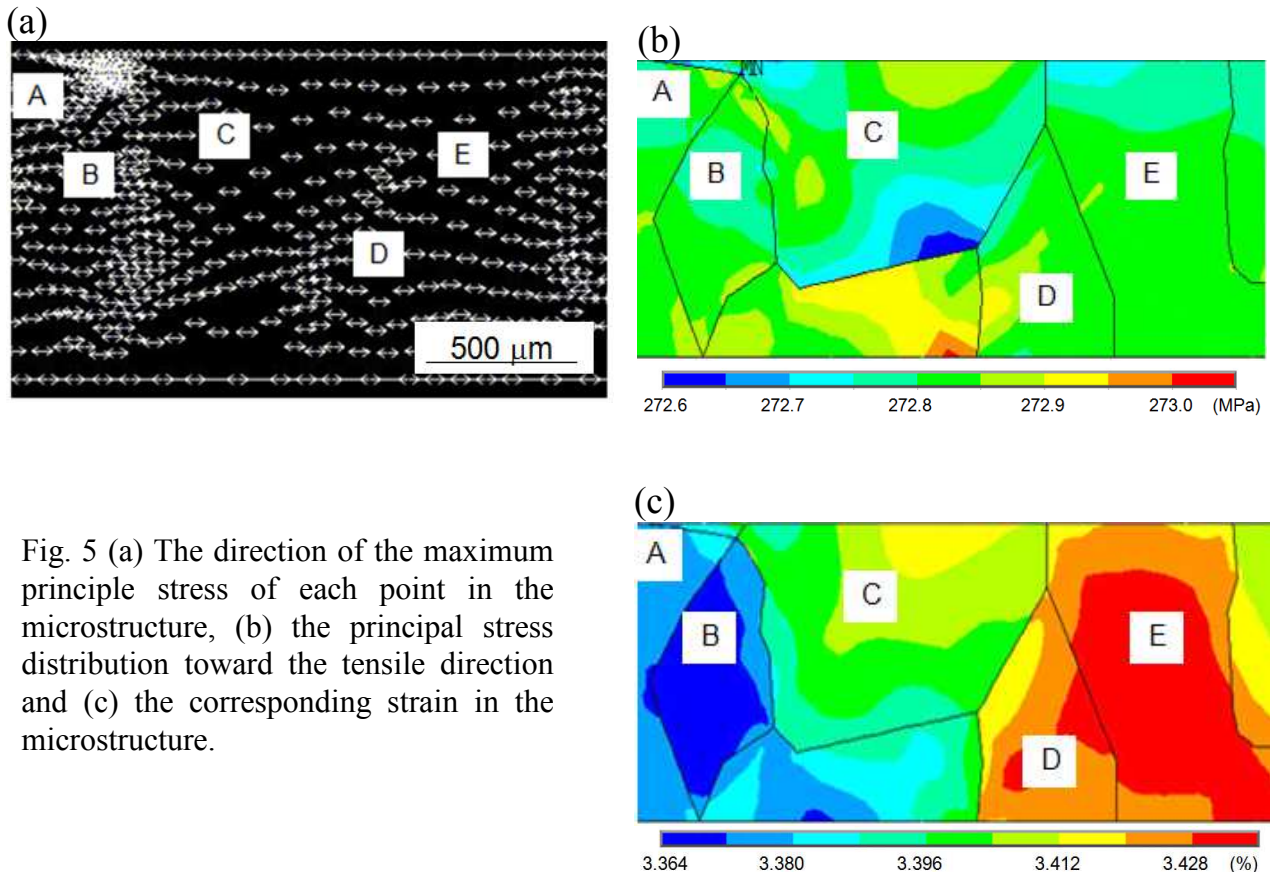 (a)
A
B
C
D
E
500 μm
(b)
A
B
C
D
E
MN
272.6 272.7 272.8 272.9 273.0 (MPa)
(c)
A
B
C
D
E
3.364 3.380 3.396 3.412 3.428 (%)
Fig. 5 (a) The direction of the maximum
principle stress of each point in the
microstructure, (b) the principal stress
distribution toward the tensile direction
and (c) the corresponding strain in the
microstructure.